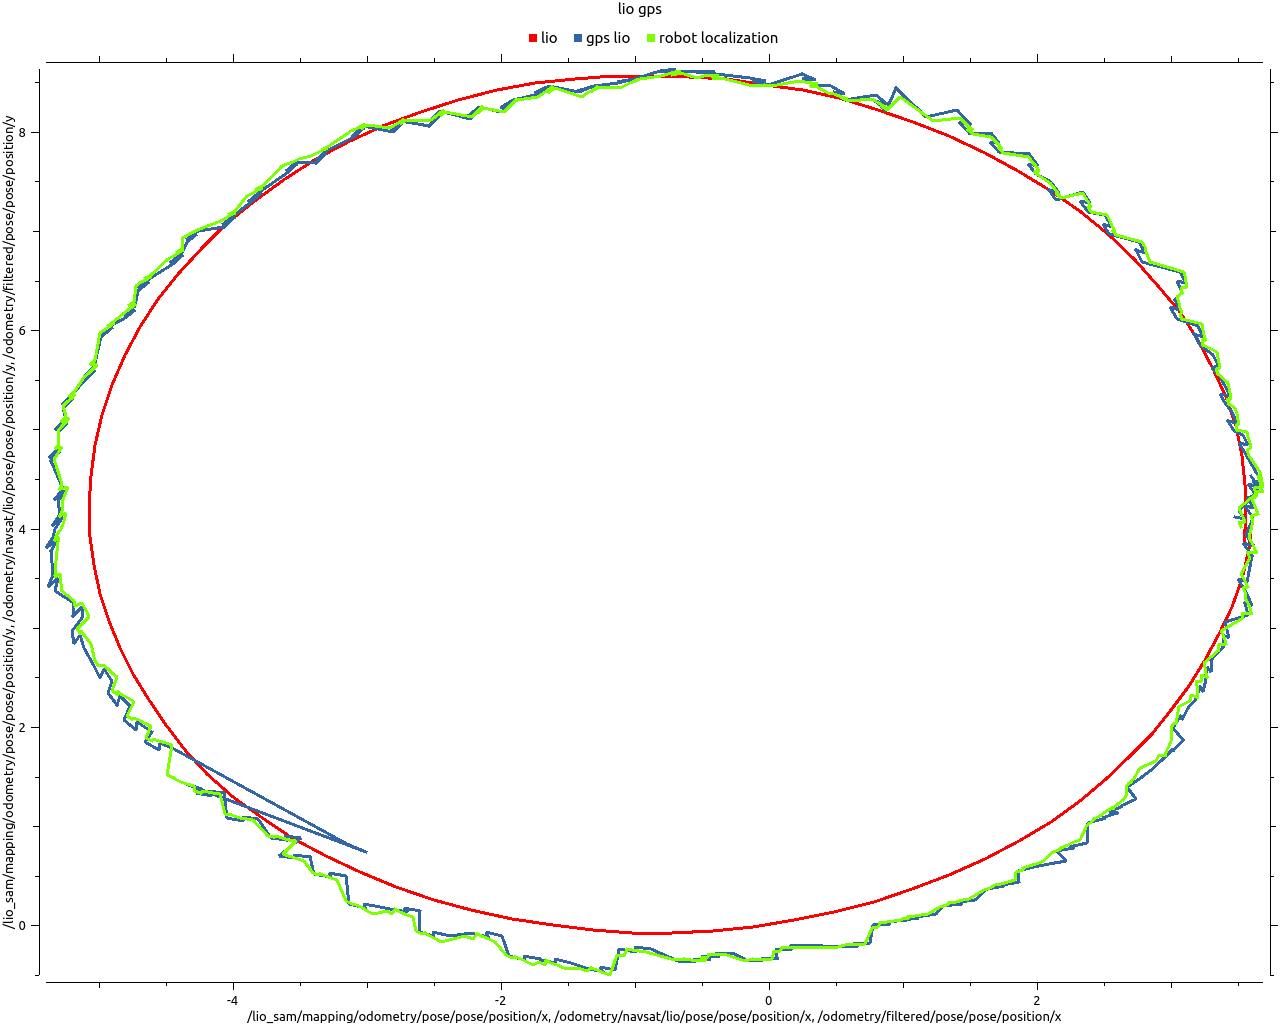 lio gps
lio gps lio robot localization
/lio_sam/mapping/odometry/pose/pose/position/y, /odometry/navsat/lio/pose/pose/position/y, /odometry/filtered/pose/pose/position/y
8
6
4
2
0
-4 -2 0 2
/lio_sam/mapping/odometry/pose/pose/position/x, /odometry/navsat/lio/pose/pose/position/x, /odometry/filtered/pose/pose/position/x